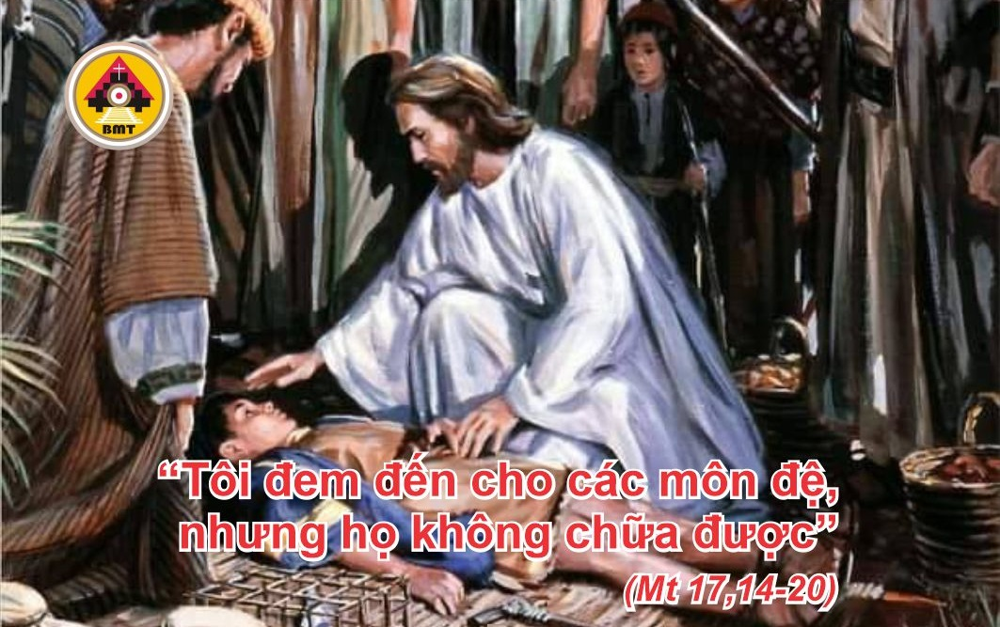 BMT
“Tôi đem đến cho các môn đệ,
nhưng họ không chữa được”
(Mt 17,14-20)